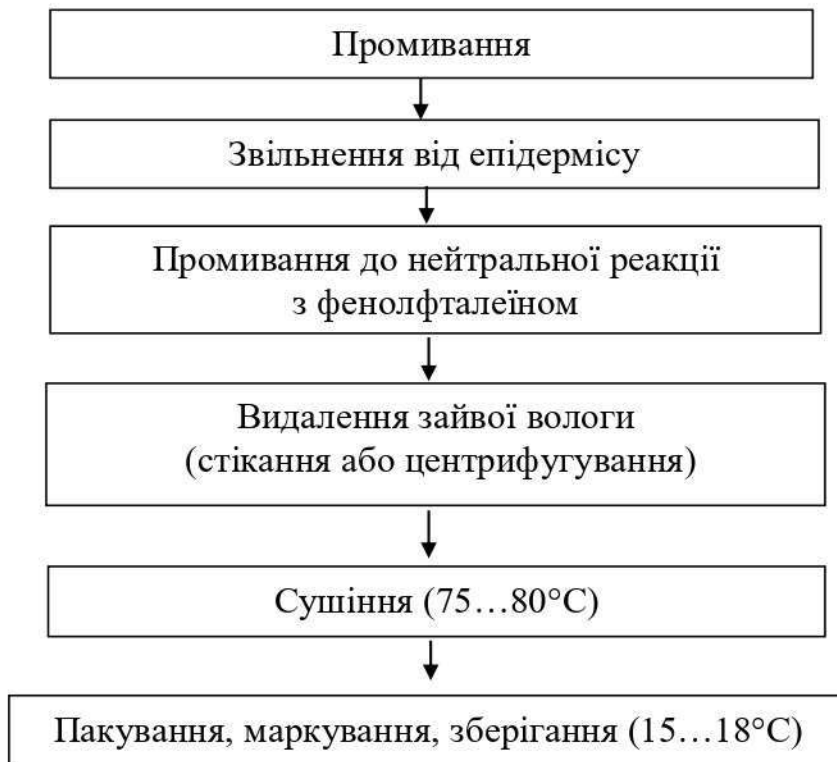 Промивання
Звільнення від епідермісу
Промивання до нейтральної реакції
з фенолфталеїном
Видалення зайвої вологи
(стікання або центрифугування)
Сушіння (75…80°С)
Пакування, маркування, зберігання (15…18°С)